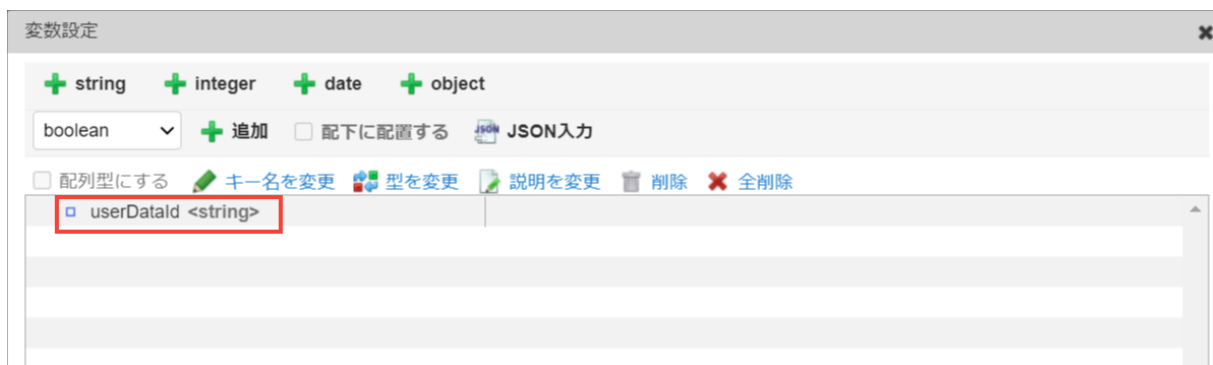 変数設定
string integer date object
boolean 追加 配下に配置する JSON JSON入力
配列型にする キー名を変更 型を変更 説明を変更 削除 全削除
userDataId <string>